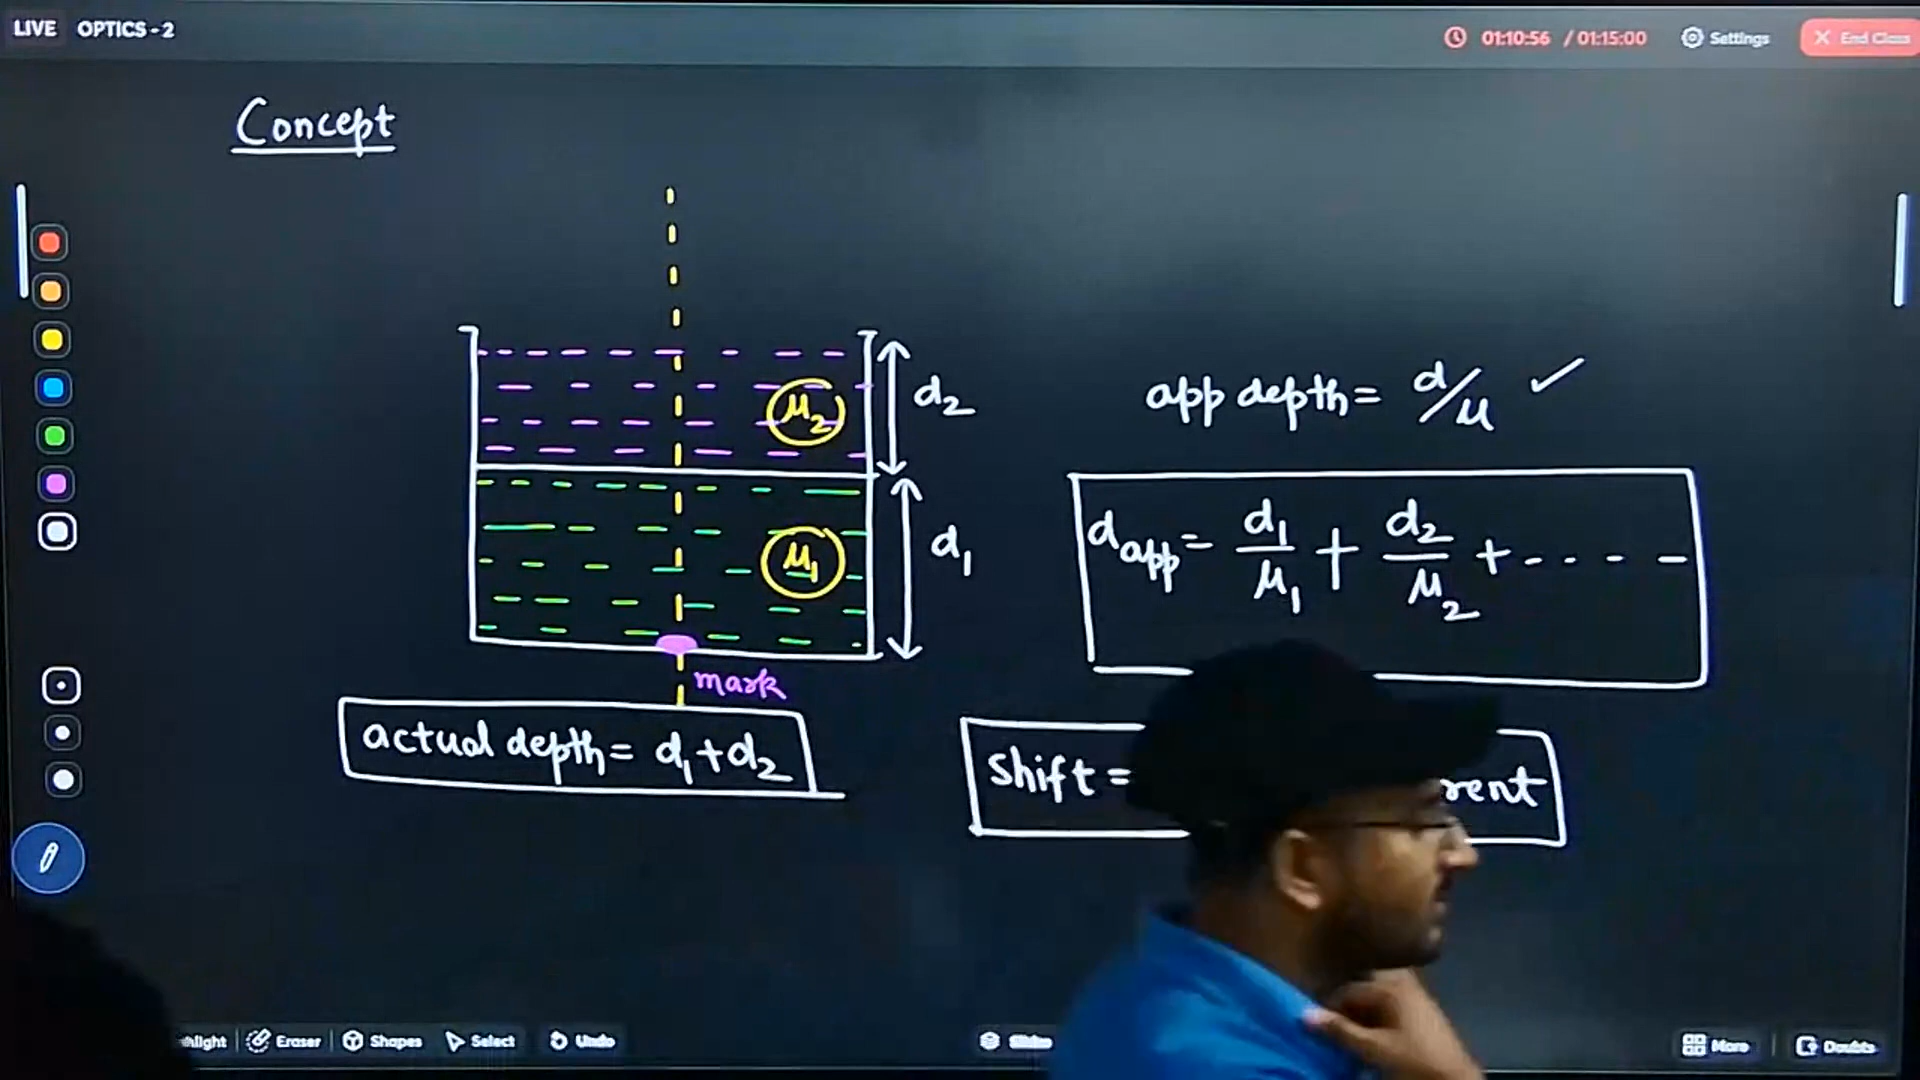 LIVE OPTICS - 2
01:10:56 / 01:15:00 Settings End Class
Concept
μ2
d2
app depth = d/μ ✓
μ1
d1
dapp = d1/μ1 + d2/μ2 + - - - -
mark
actual depth = d1 + d2
shift =
Eraser Shapes Select Undo
Slides
More Doubts